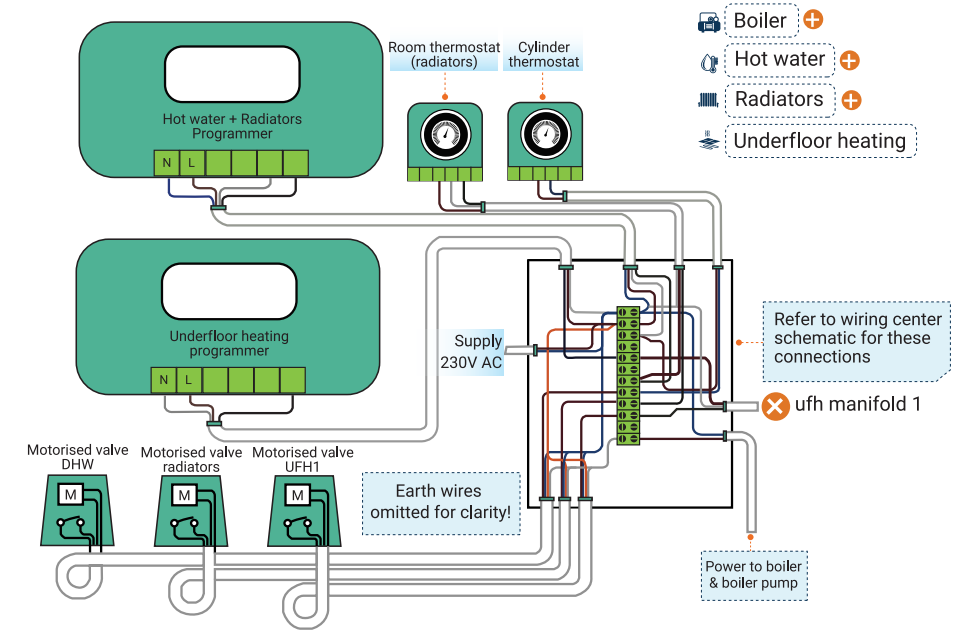 Boiler
Hot water
Radiators
Underfloor heating
Room thermostat
(radiators)
Cylinder
thermostat
Hot water + Radiators
Programmer
N L
Underfloor heating
programmer
N L
Supply
230V AC
Refer to wiring center
schematic for these
connections
ufh manifold 1
Motorised valve
DHW
M
Motorised valve
radiators
M
Motorised valve
UFH1
M
Earth wires
omitted for clarity!
Power to boiler
& boiler pump